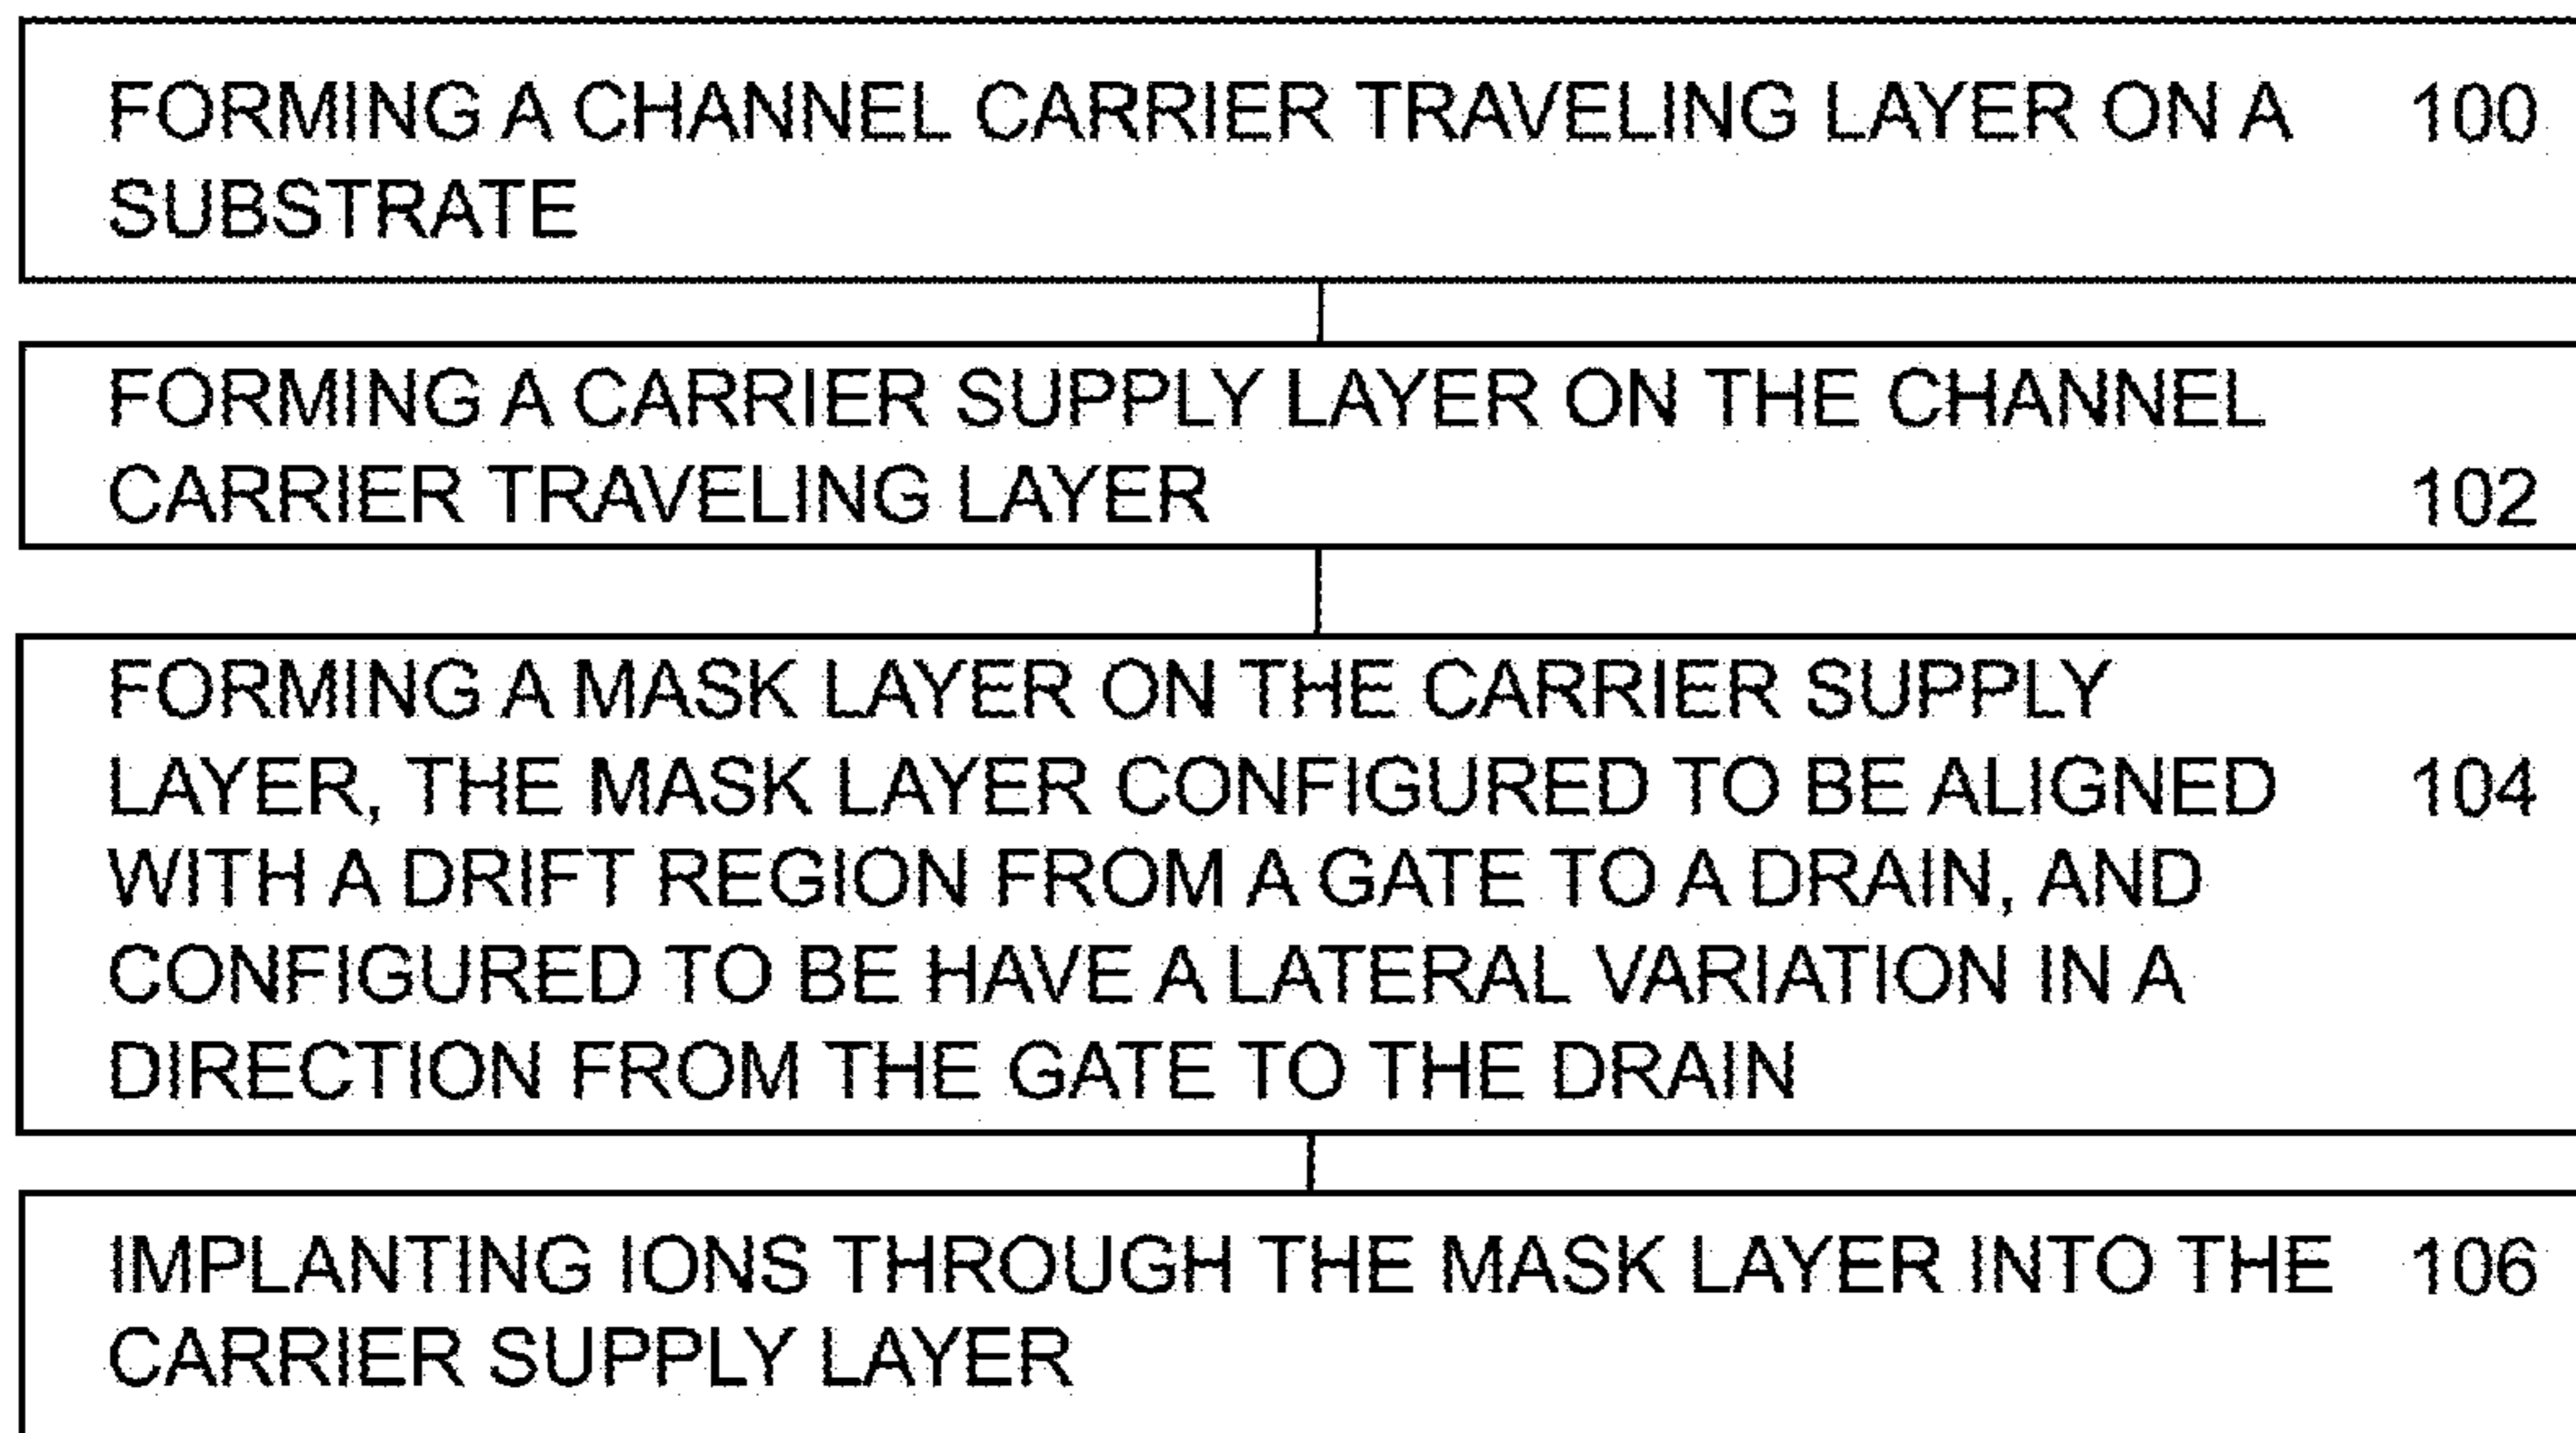 FORMING A CHANNEL CARRIER TRAVELING LAYER ON A 100
SUBSTRATE
FORMING A CARRIER SUPPLY LAYER ON THE CHANNEL
CARRIER TRAVELING LAYER 102
FORMING A MASK LAYER ON THE CARRIER SUPPLY
LAYER, THE MASK LAYER CONFIGURED TO BE ALIGNED 104
WITH A DRIFT REGION FROM A GATE TO A DRAIN, AND
CONFIGURED TO BE HAVE A LATERAL VARIATION IN A
DIRECTION FROM THE GATE TO THE DRAIN
IMPLANTING IONS THROUGH THE MASK LAYER INTO THE 106
CARRIER SUPPLY LAYER